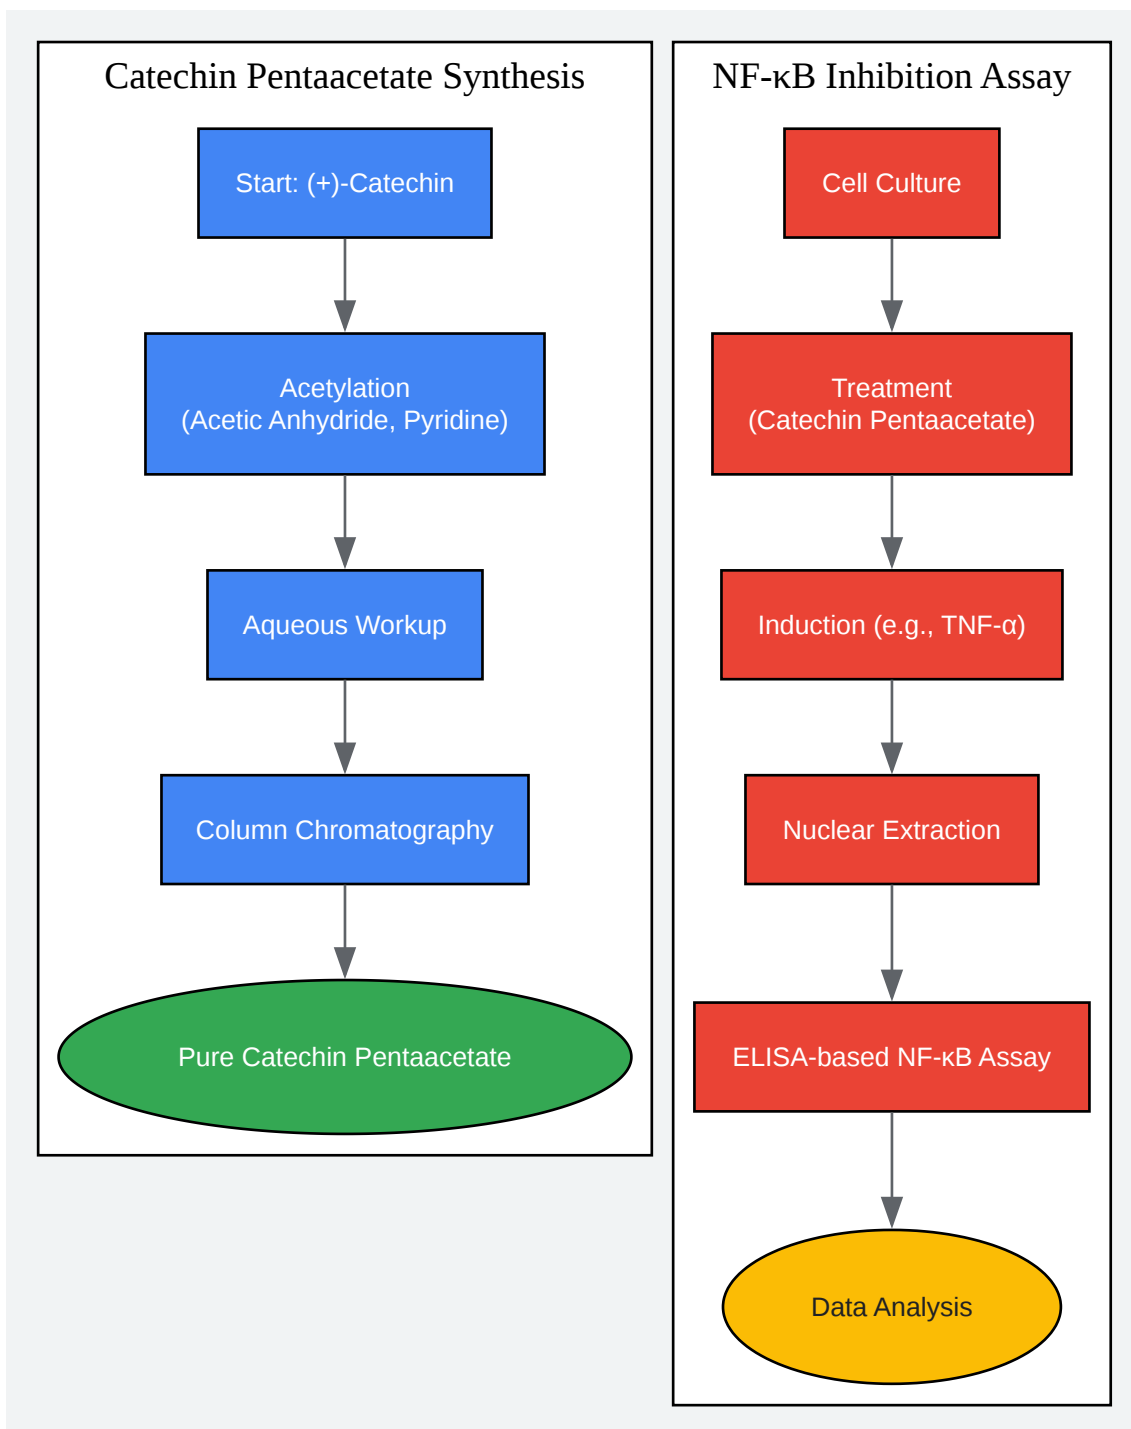 Catechin Pentaacetate Synthesis
Start: (+)-Catechin
Acetylation
(Acetic Anhydride, Pyridine)
Aqueous Workup
Column Chromatography
Pure Catechin Pentaacetate
NF-κB Inhibition Assay
Cell Culture
Treatment
(Catechin Pentaacetate)
Induction (e.g., TNF-α)
Nuclear Extraction
ELISA-based NF-κB Assay
Data Analysis